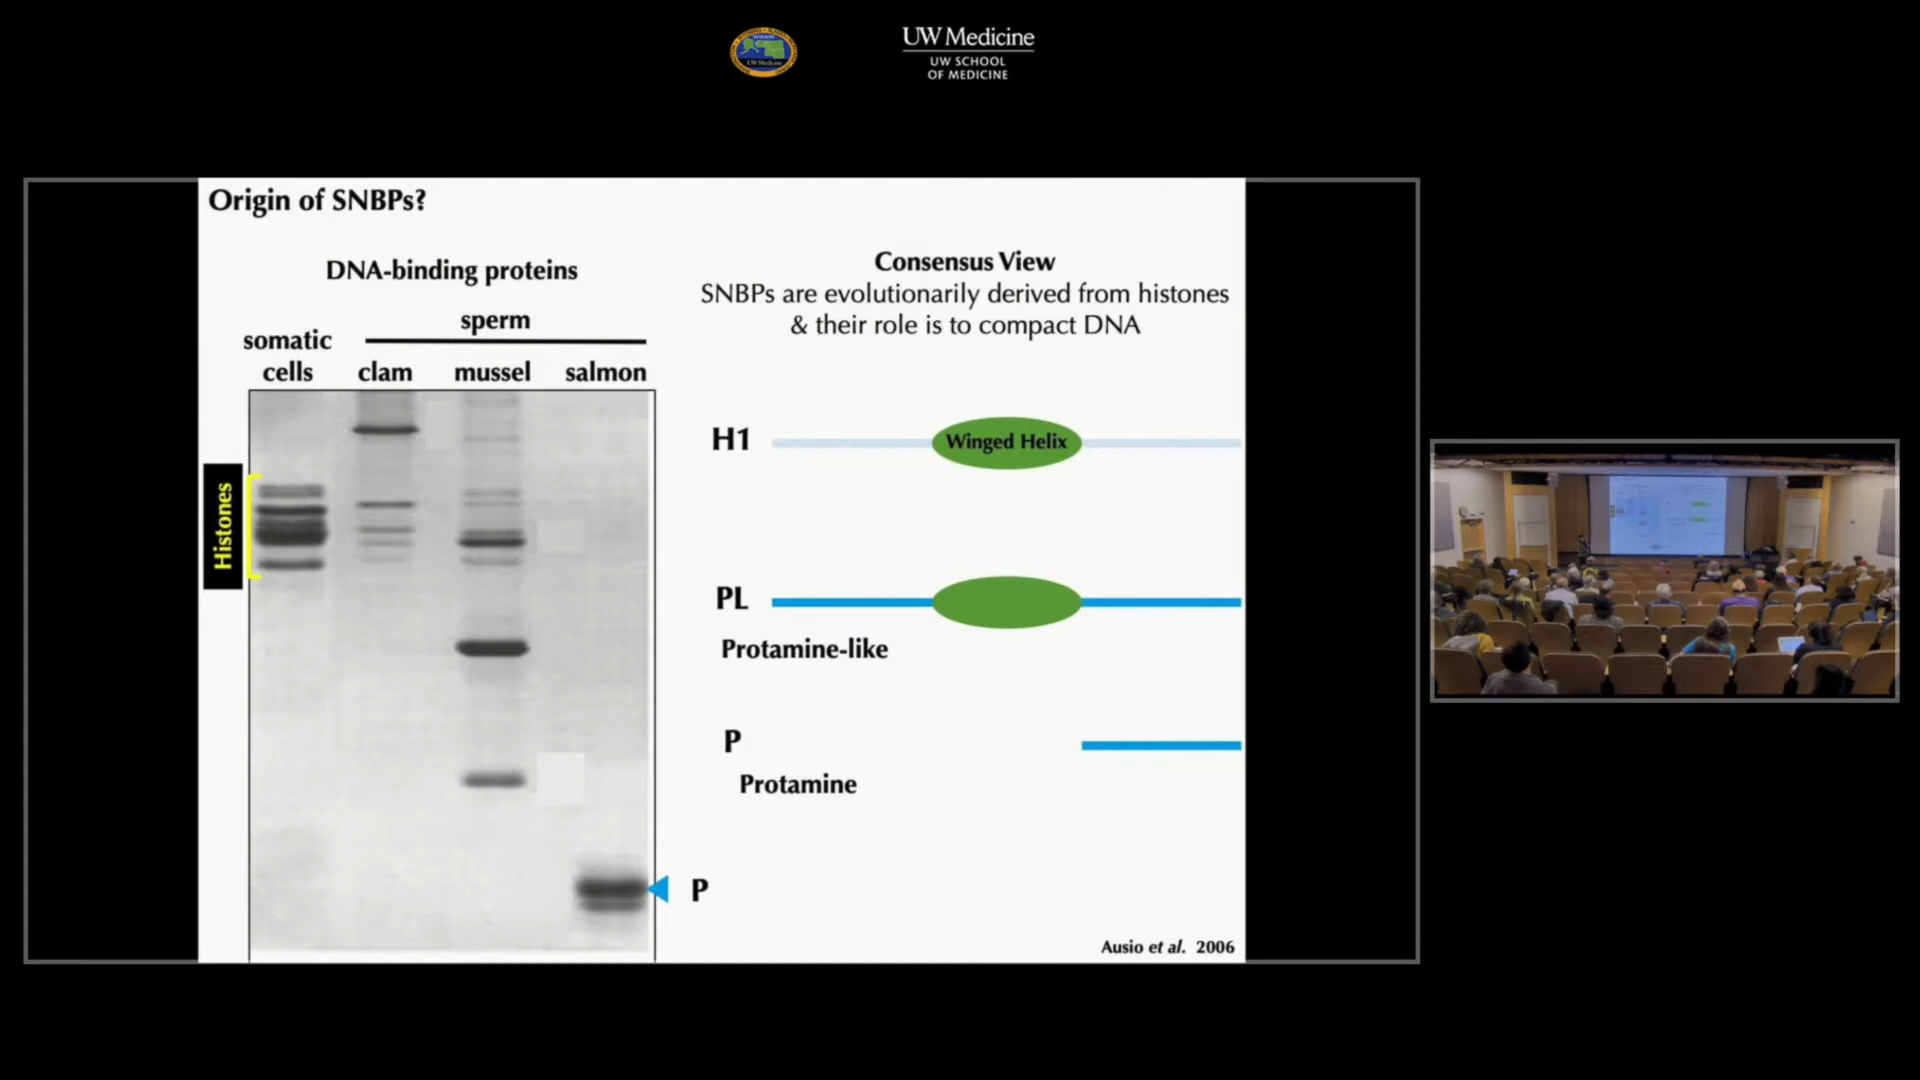 UW Medicine
UW SCHOOL
OF MEDICINE
UW Medicine
Origin of SNBPs?
DNA-binding proteins
sperm
somatic
cells
clam
mussel
salmon
Histones
P
Consensus View
SNBPs are evolutionarily derived from histones
& their role is to compact DNA
H1
Winged Helix
PL
Protamine-like
P
Protamine
Ausio et al. 2006